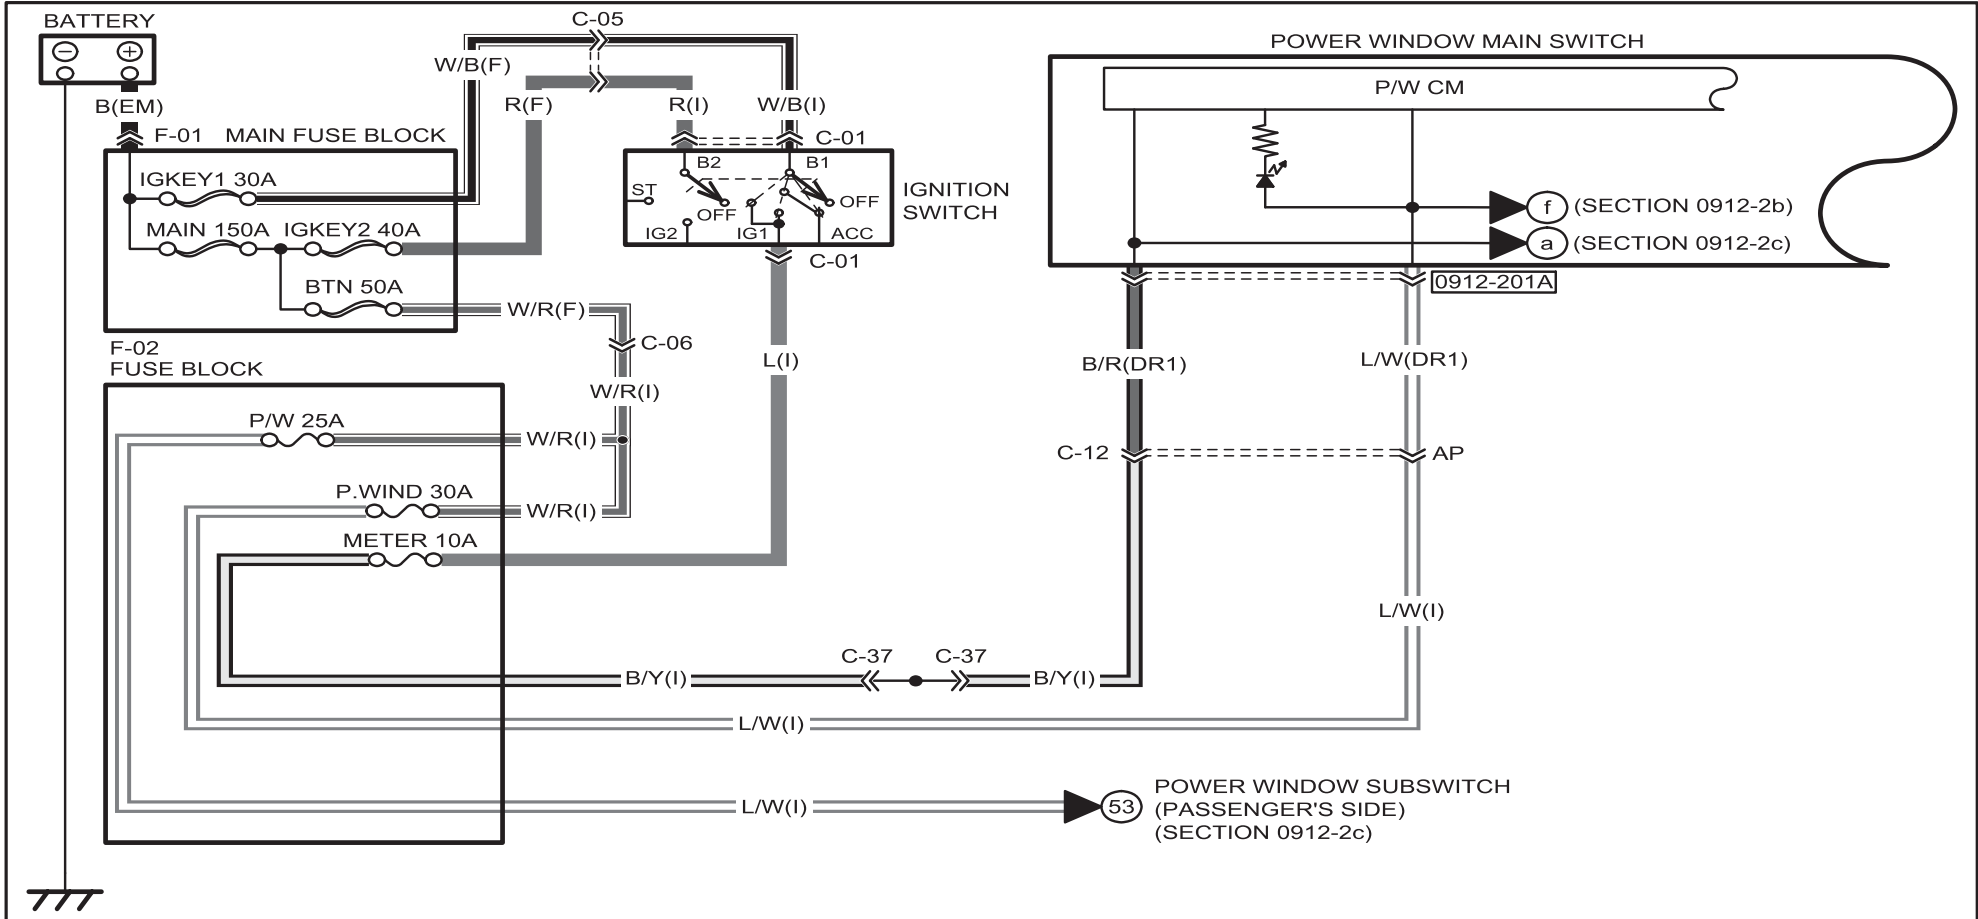 BATTERY
C-05
POWER WINDOW MAIN SWITCH
W/B(F)
P/W CM
B(EM)
R(F)
R(I)
W/B(I)
F-01 MAIN FUSE BLOCK
C-01
B2
B1
IGKEY1 30A
ST
OFF
OFF
IGNITION
SWITCH
f (SECTION 0912-2b)
MAIN 150A
IGKEY2 40A
IG2
IG1
ACC
a (SECTION 0912-2c)
C-01
0912-201A
BTN 50A
W/R(F)
C-06
F-02
FUSE BLOCK
L(I)
B/R(DR1)
L/W(DR1)
W/R(I)
P/W 25A
W/R(I)
C-12
AP
P.WIND 30A
W/R(I)
METER 10A
L/W(I)
C-37
C-37
B/Y(I)
B/Y(I)
L/W(I)
L/W(I)
53
POWER WINDOW SUBSWITCH
(PASSENGER'S SIDE)
(SECTION 0912-2c)